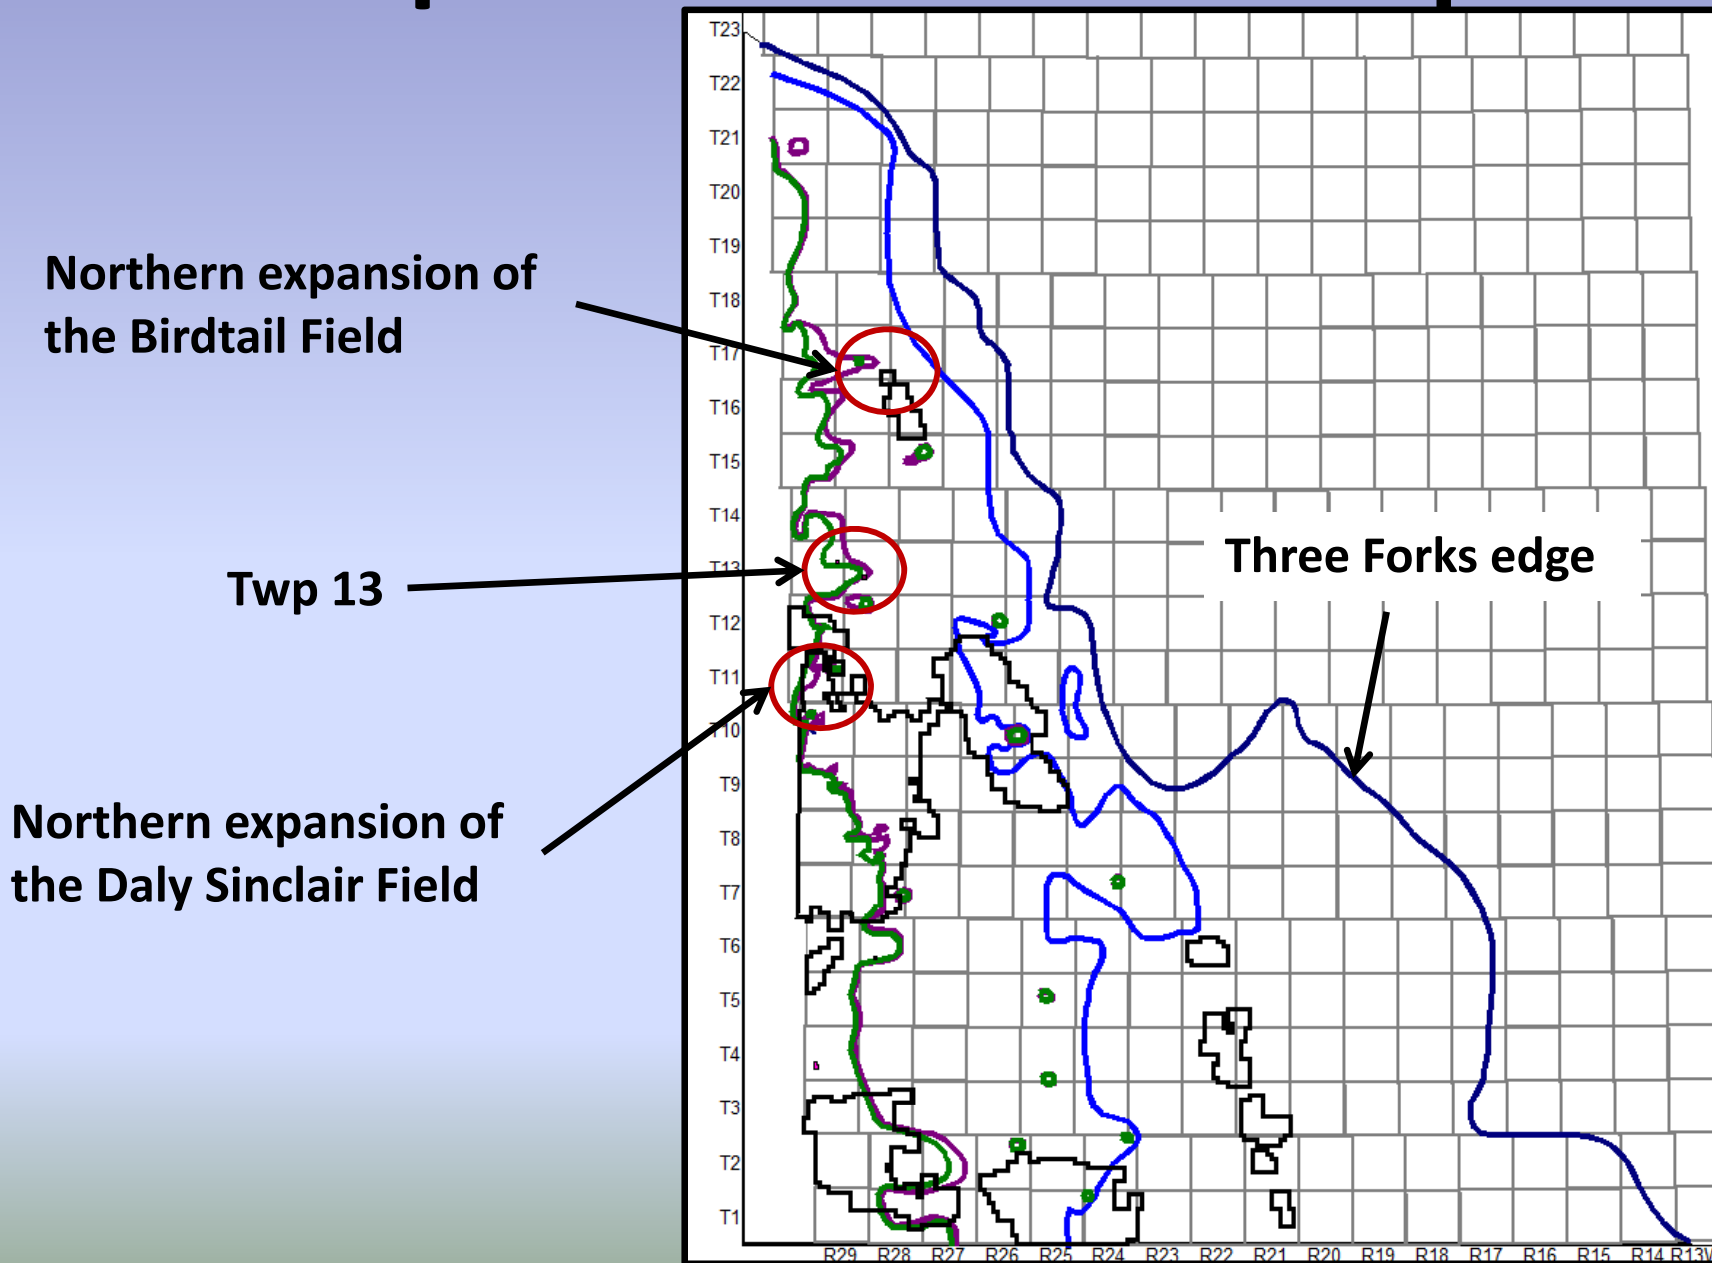 T23
T22
T21
T20
T19
Northern expansion of
the Birdtail Field
T18
T17
T16
T15
T14
Three Forks edge
T13
Twp 13
T12
T11
T10
T9
Northern expansion of
the Daly Sinclair Field
T8
T7
T6
T5
T4
T3
T2
T1
R29 R28 R27 R26 R25 R24 R23 R22 R21 R20 R19 R18 R17 R16 R15 R14 R13W